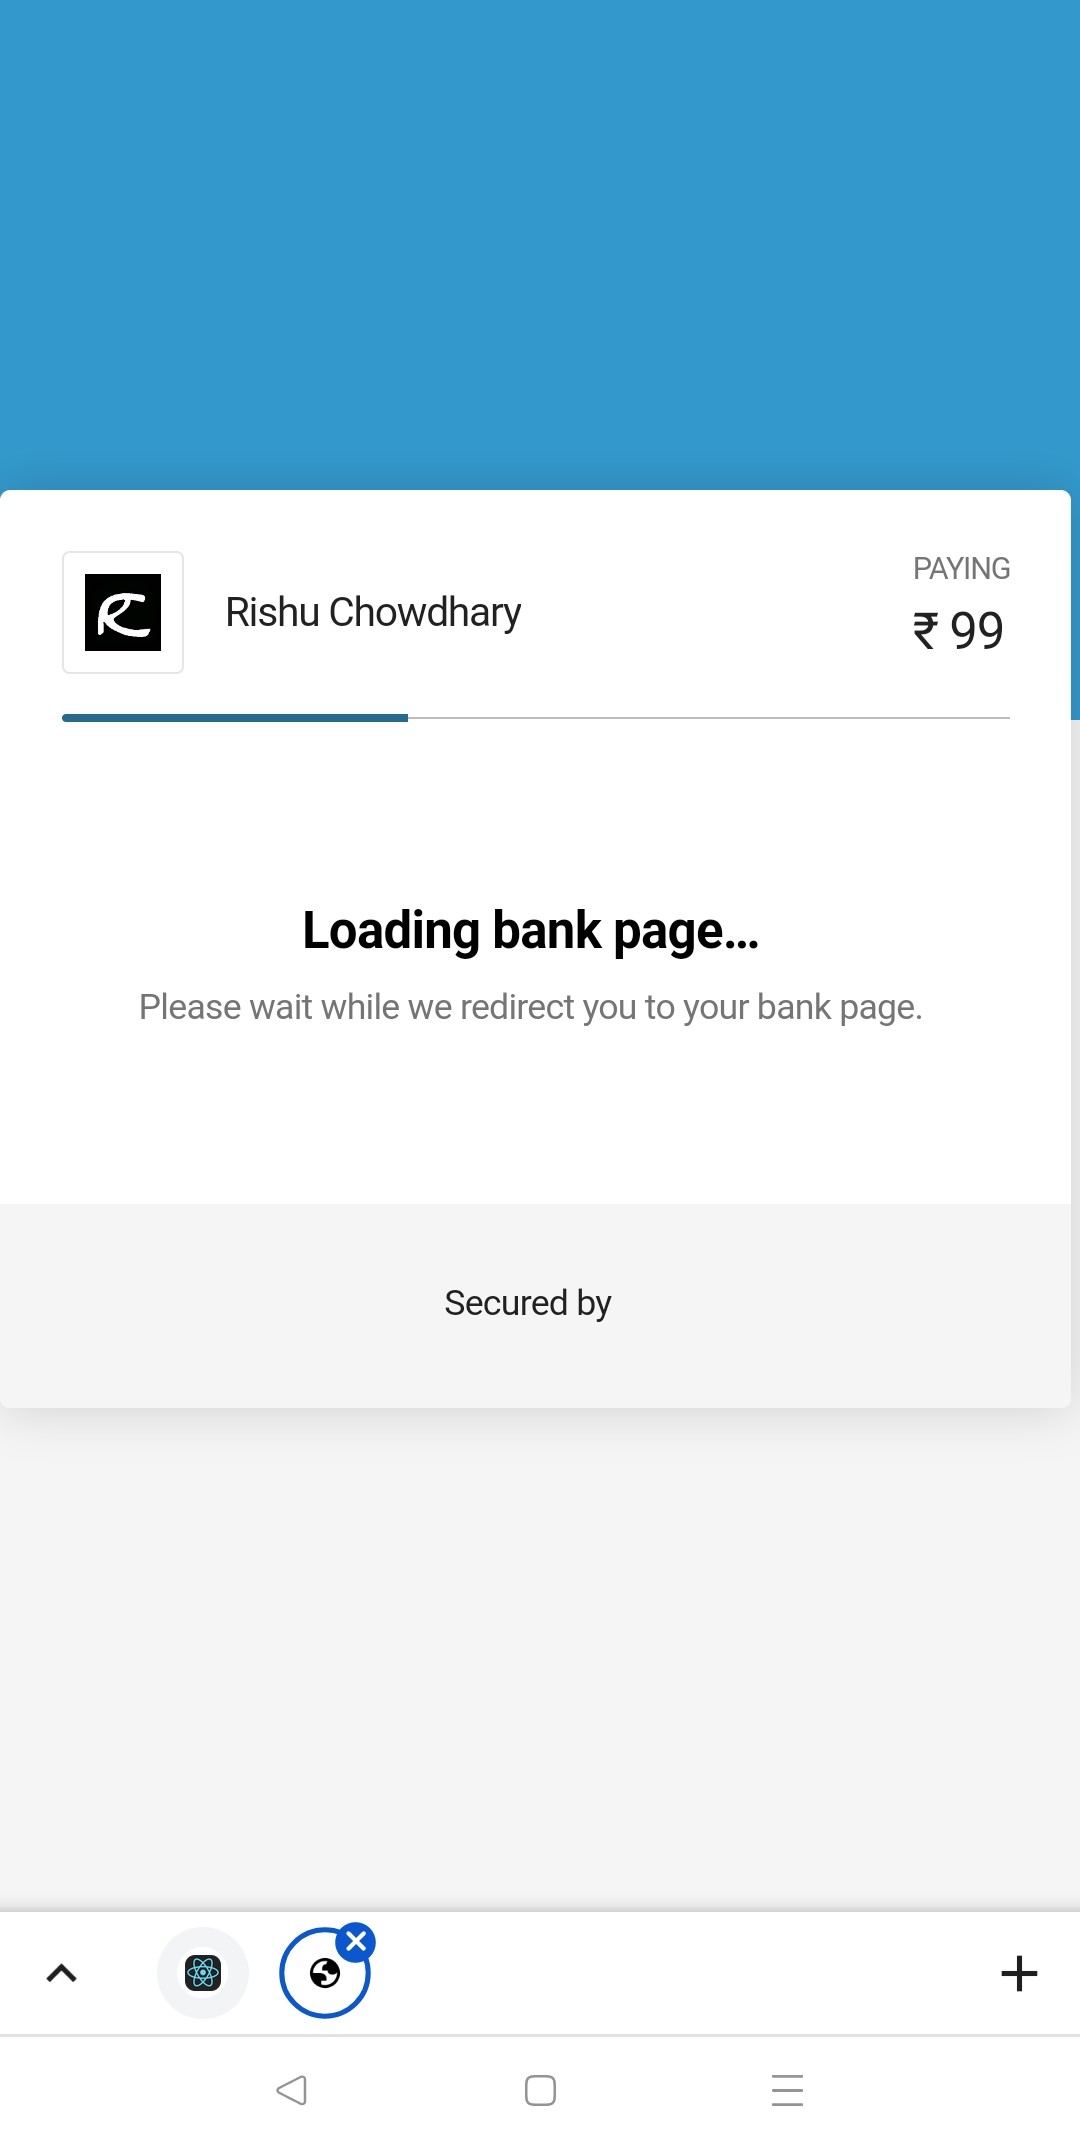 Rishu Chowdhary
PAYING
₹ 99
Loading bank page...
Please wait while we redirect you to your bank page.
Secured by